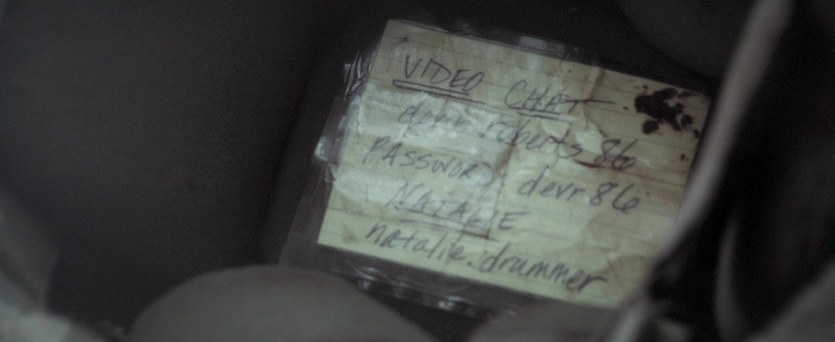 VIDEO CHAT
roberts 86
PASSWORD: devr86
NATALIE
natalie.drummer